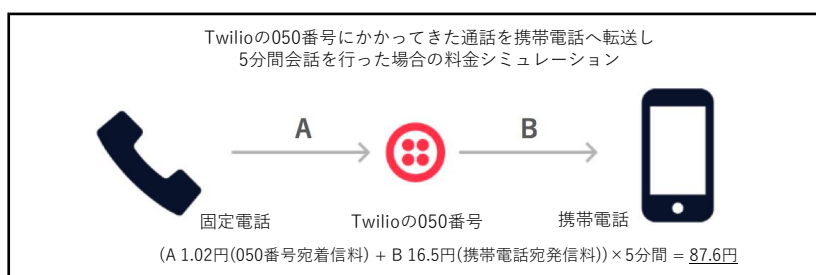 Twilioの050番号にかかってきた通話を携帯電話へ転送し
5分間会話を行った場合の料金シミュレーション
A
B
固定電話
Twilioの050番号
携帯電話
(A 1.02円(050番号宛着信料) + B 16.5円(携帯電話宛発信料))×5分間 = 87.6円